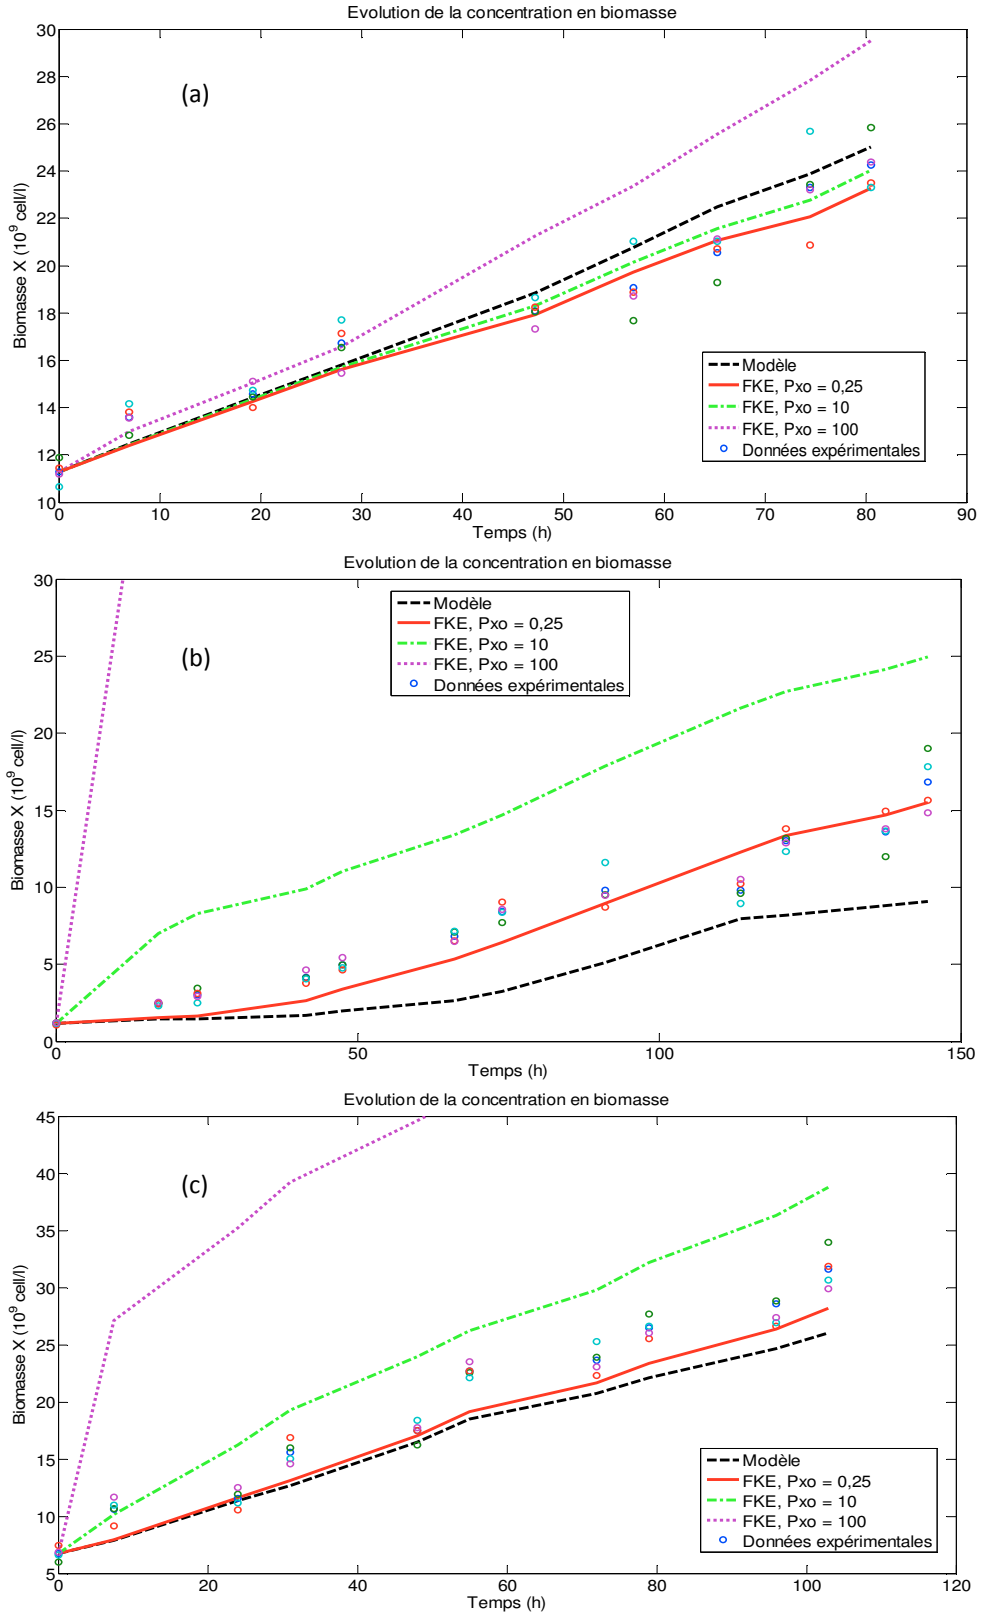 Evolution de la concentration en biomasse
(a)
Biomasse X (10^9 cell/l)
30
28
26
24
22
20
18
16
14
12
10
0 10 20 30 40 50 60 70 80 90
Temps (h)
Modèle
FKE, Pxo = 0,25
FKE, Pxo = 10
FKE, Pxo = 100
Données expérimentales
Evolution de la concentration en biomasse
(b)
Biomasse X (10^9 cell/l)
30
25
20
15
10
5
0
0 50 100 150
Temps (h)
Modèle
FKE, Pxo = 0,25
FKE, Pxo = 10
FKE, Pxo = 100
Données expérimentales
Evolution de la concentration en biomasse
(c)
Biomasse X (10^9 cell/l)
45
40
35
30
25
20
15
10
5
0 20 40 60 80 100 120
Temps (h)
Modèle
FKE, Pxo = 0,25
FKE, Pxo = 10
FKE, Pxo = 100
Données expérimentales